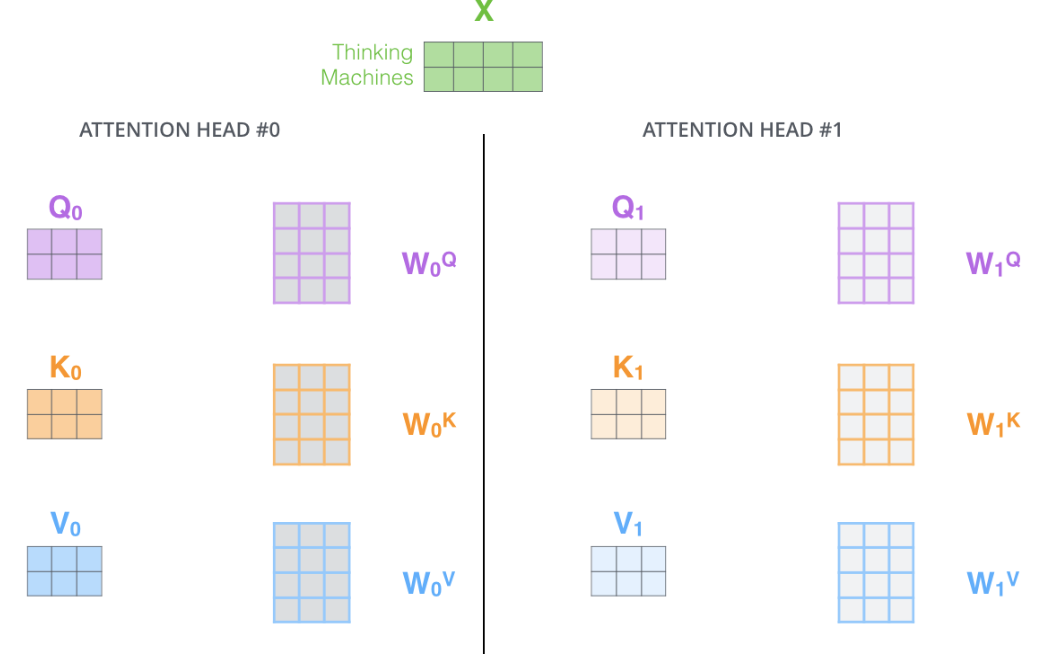 X
Thinking
Machines
ATTENTION HEAD #0
ATTENTION HEAD #1
Q₀
W₀Q
Q₁
W₁Q
K₀
W₀K
K₁
W₁K
V₀
W₀V
V₁
W₁V